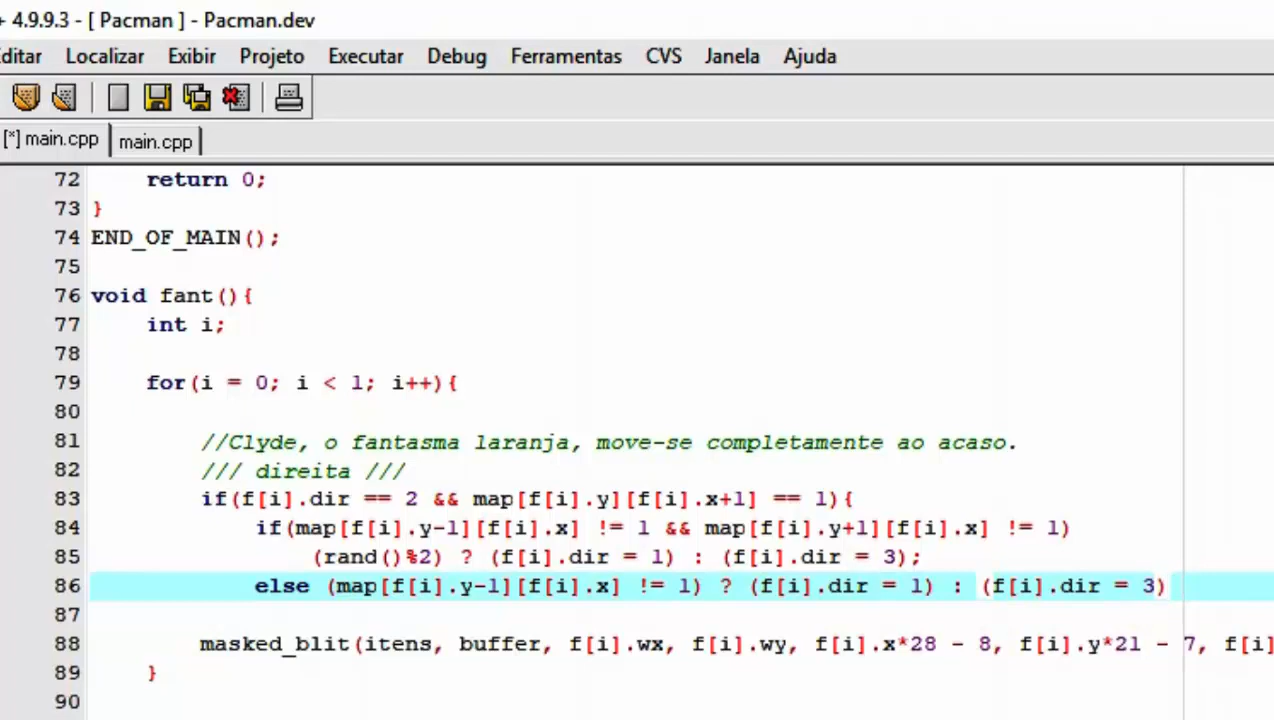 + 4.9.9.3 - [ Pacman ] - Pacman.dev
ditar Localizar Exibir Projeto Executar Debug Ferramentas CVS Janela Ajuda
[*] main.cpp main.cpp
72 return 0;
73 }
74 END_OF_MAIN();
75
76 void fant(){
77 int i;
78
79 for(i = 0; i < 1; i++){
80
81 //Clyde, o fantasma laranja, move-se completamente ao acaso.
82 /// direita ///
83 if(f[i].dir == 2 && map[f[i].y][f[i].x+1] == 1){
84 if(map[f[i].y-1][f[i].x] != 1 && map[f[i].y+1][f[i].x] != 1)
85 (rand()%2) ? (f[i].dir = 1) : (f[i].dir = 3);
86 else (map[f[i].y-1][f[i].x] != 1) ? (f[i].dir = 1) : (f[i].dir = 3)
87
88 masked_blit(itens, buffer, f[i].wx, f[i].wy, f[i].x*28 - 8, f[i].y*21 - 7, f[i]
89 }
90